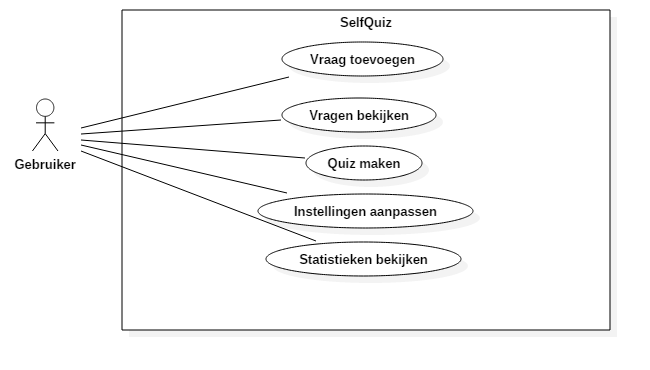 SelfQuiz
Vraag toevoegen
Vragen bekijken
Gebruiker
Quiz maken
Instellingen aanpassen
Statistieken bekijken